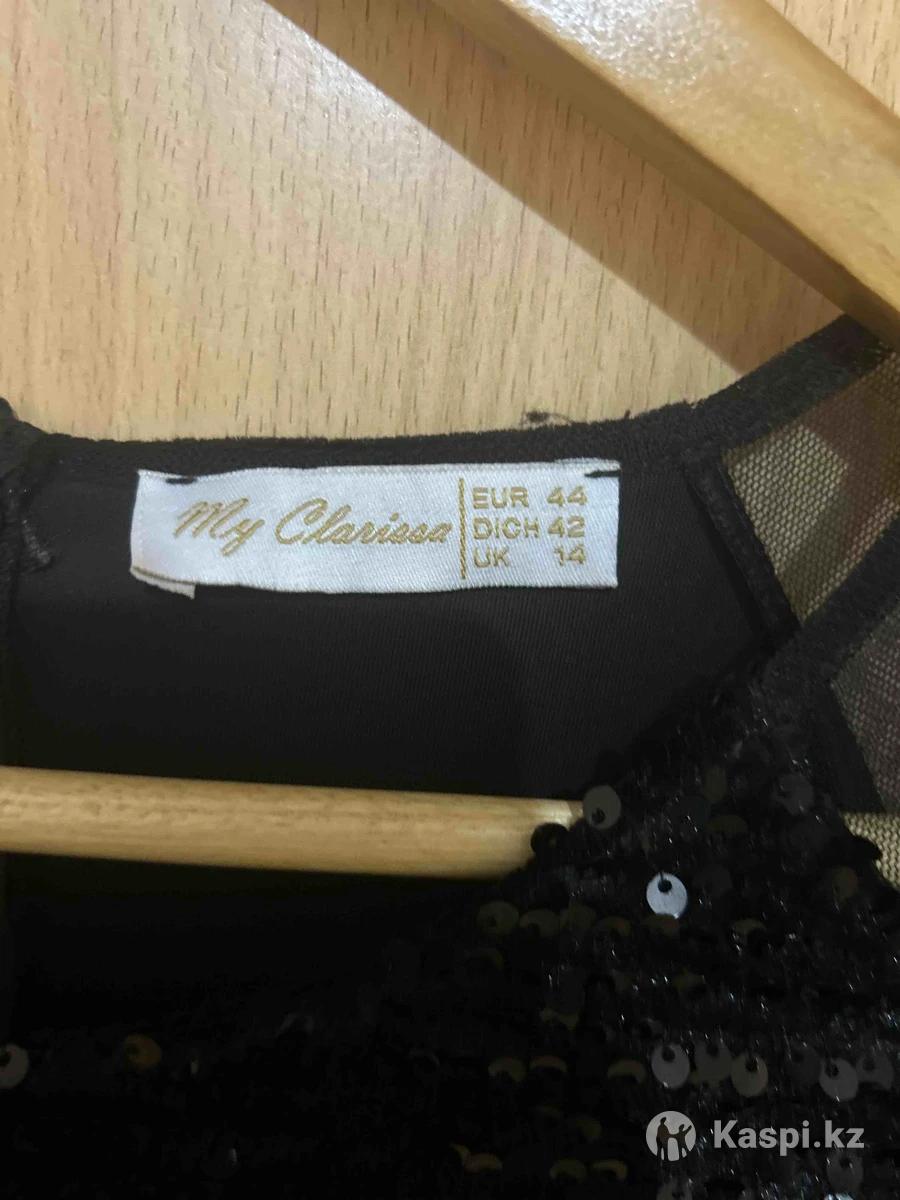 My Clarissa
EUR 44
DICH 42
UK 14
Kaspi.kz